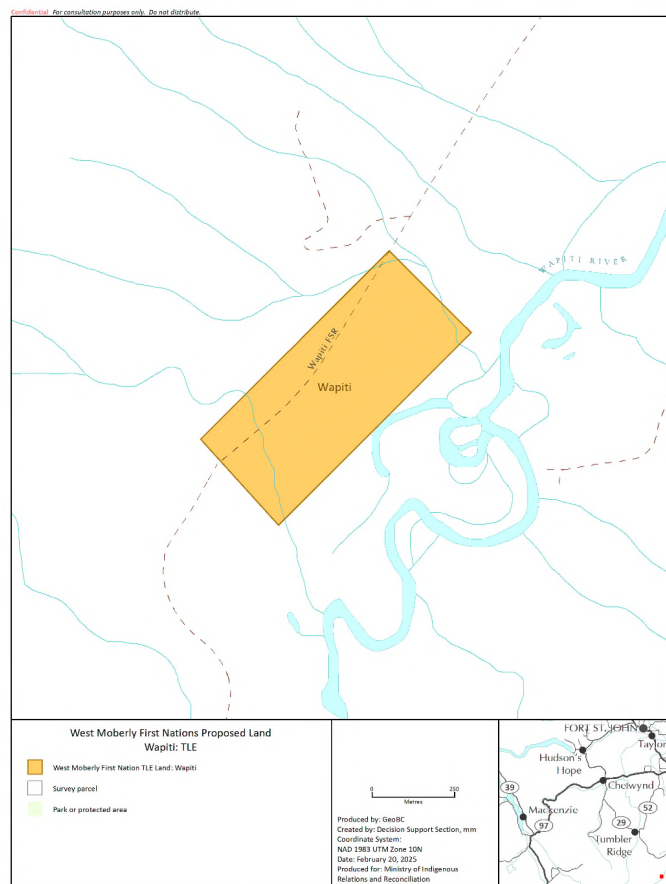 Confidential For consultation purposes only. Do not distribute.
WAPITI RIVER
Wapiti FSR
Wapiti
West Moberly First Nations Proposed Land
Wapiti: TLE
West Moberly First Nation TLE Land: Wapiti
Survey parcel
Park or protected area
0 250
Metres
Produced by: GeoBC
Created by: Decision Support Section, mm
Coordinate System:
NAD 1983 UTM Zone 10N
Date: February 20, 2025
Produced for: Ministry of Indigenous
Relations and Reconciliation
FORT ST. JOHN
Taylor
Hudson's
Hope
Chetwynd
39
Mackenzie
97
52
29
Tumbler
Ridge